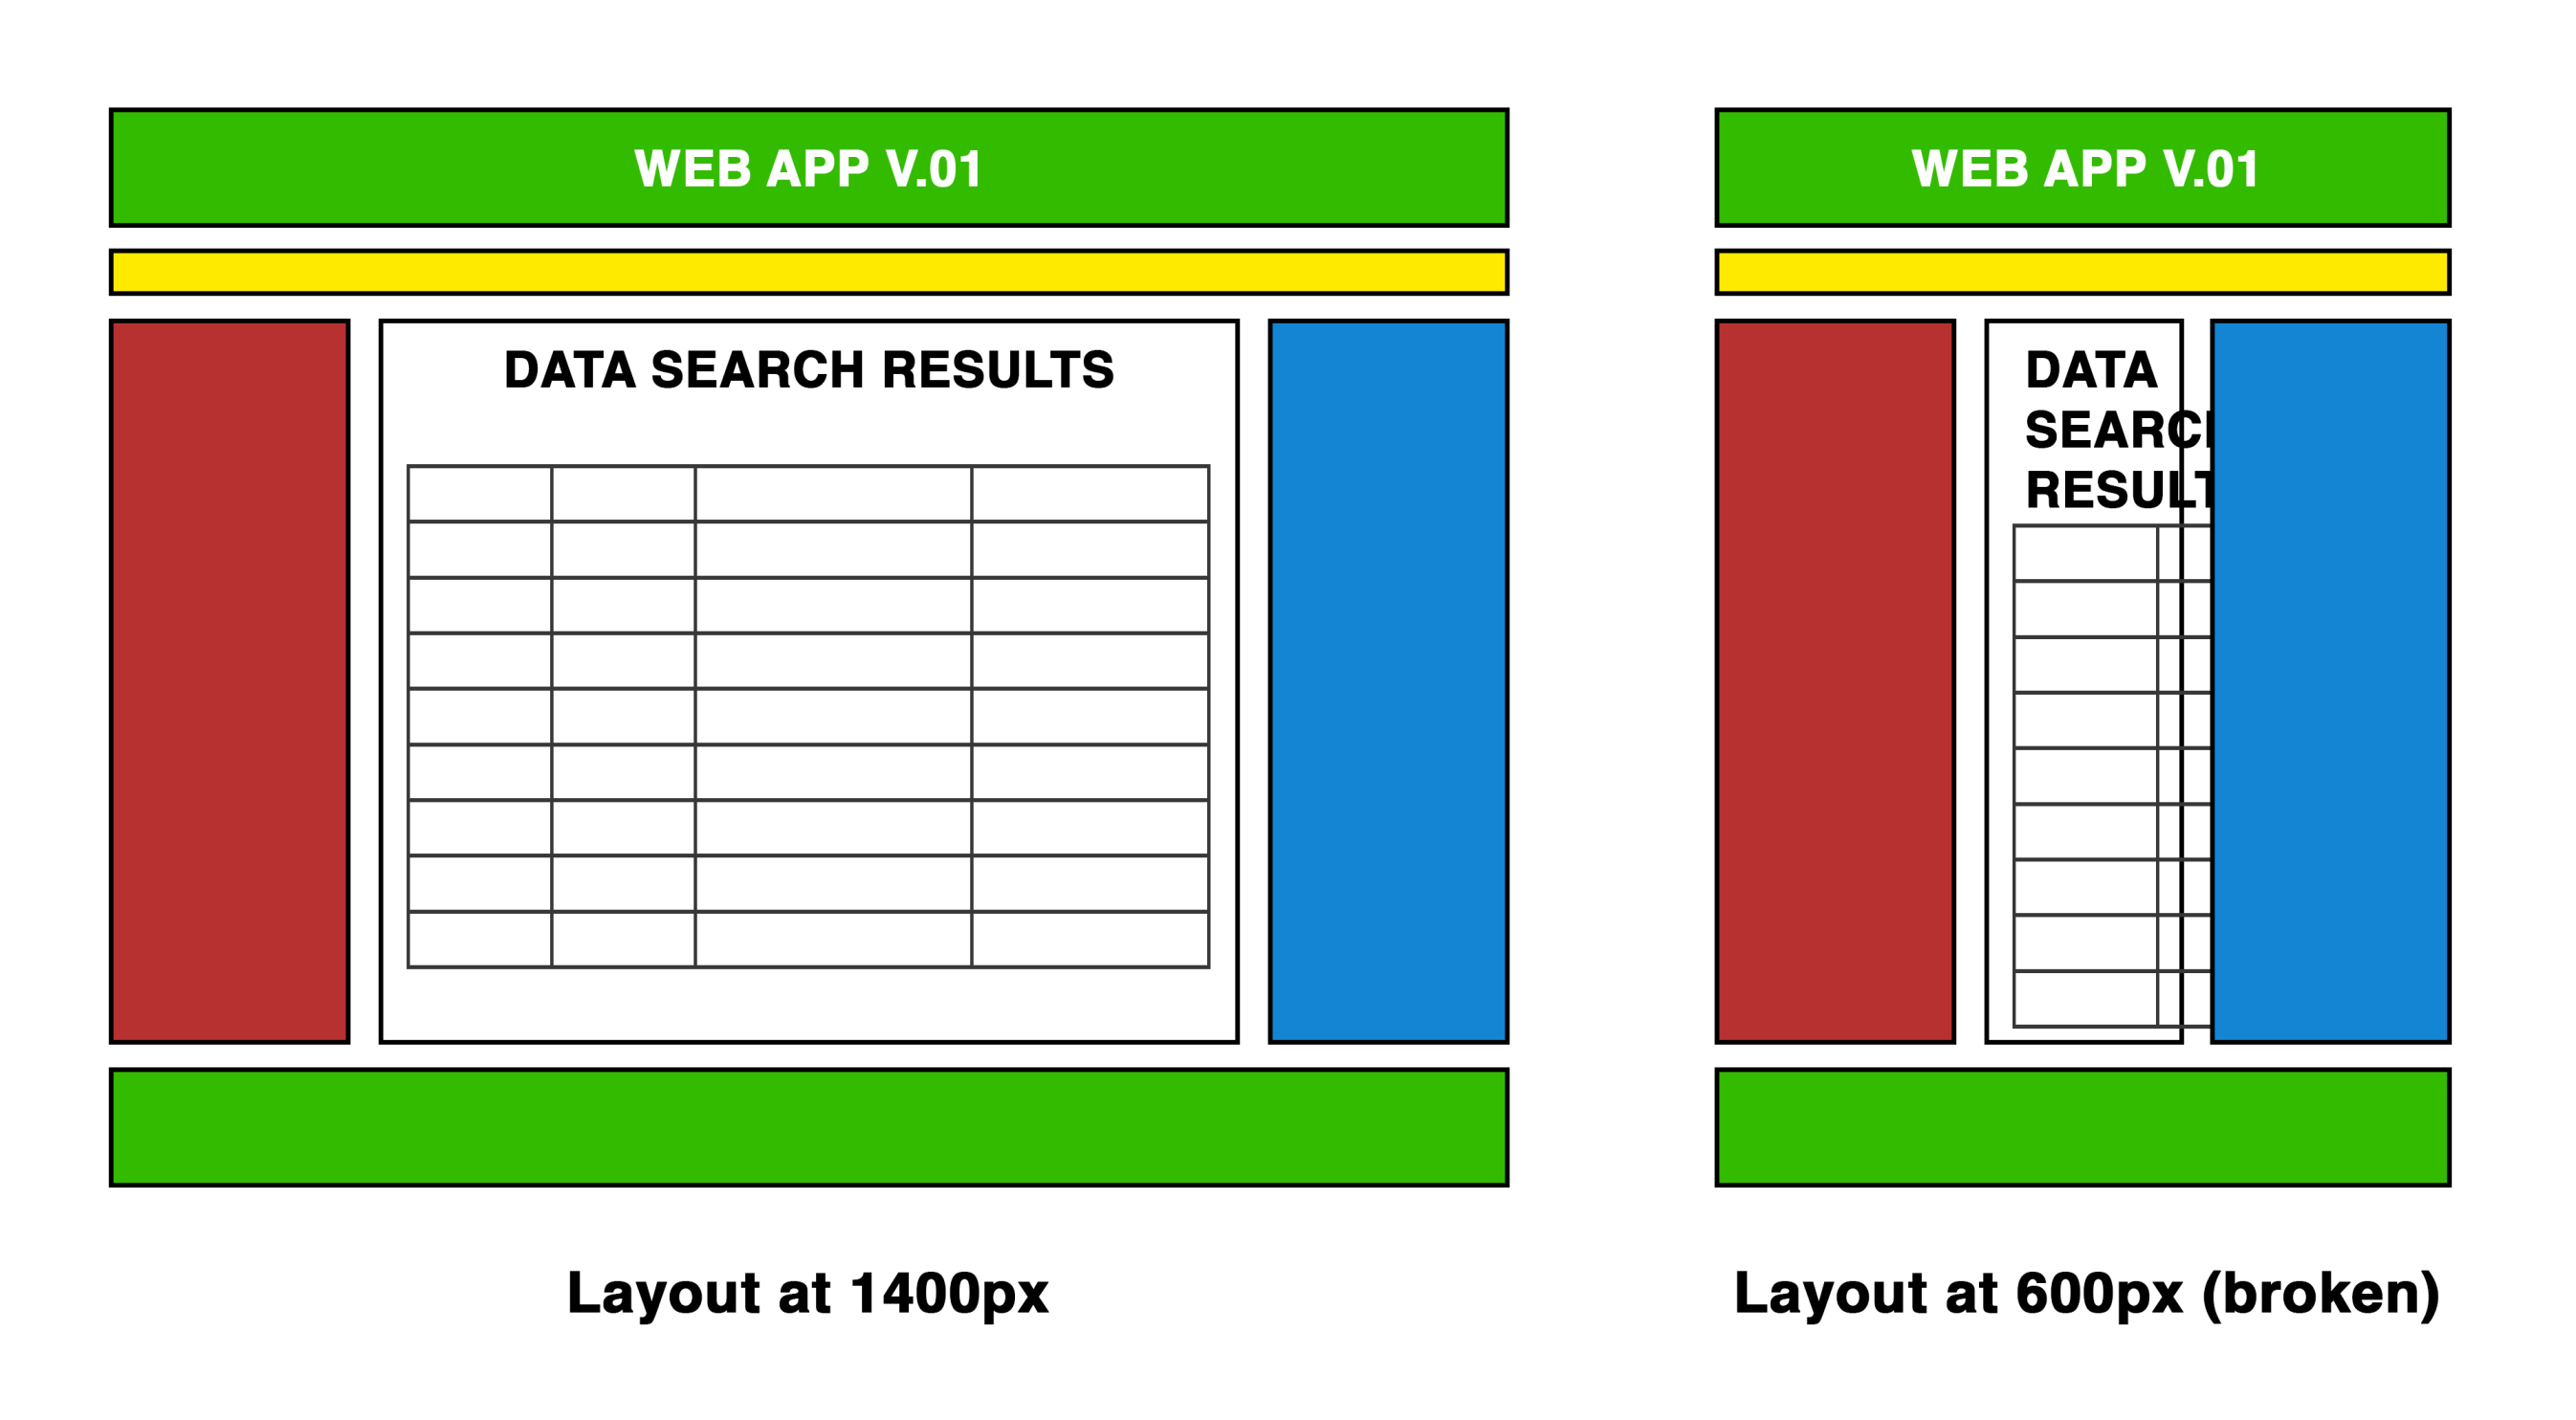 WEB APP V.01
DATA SEARCH RESULTS
Layout at 1400px
WEB APP V.01
DATA
Layout at 600px (broken)